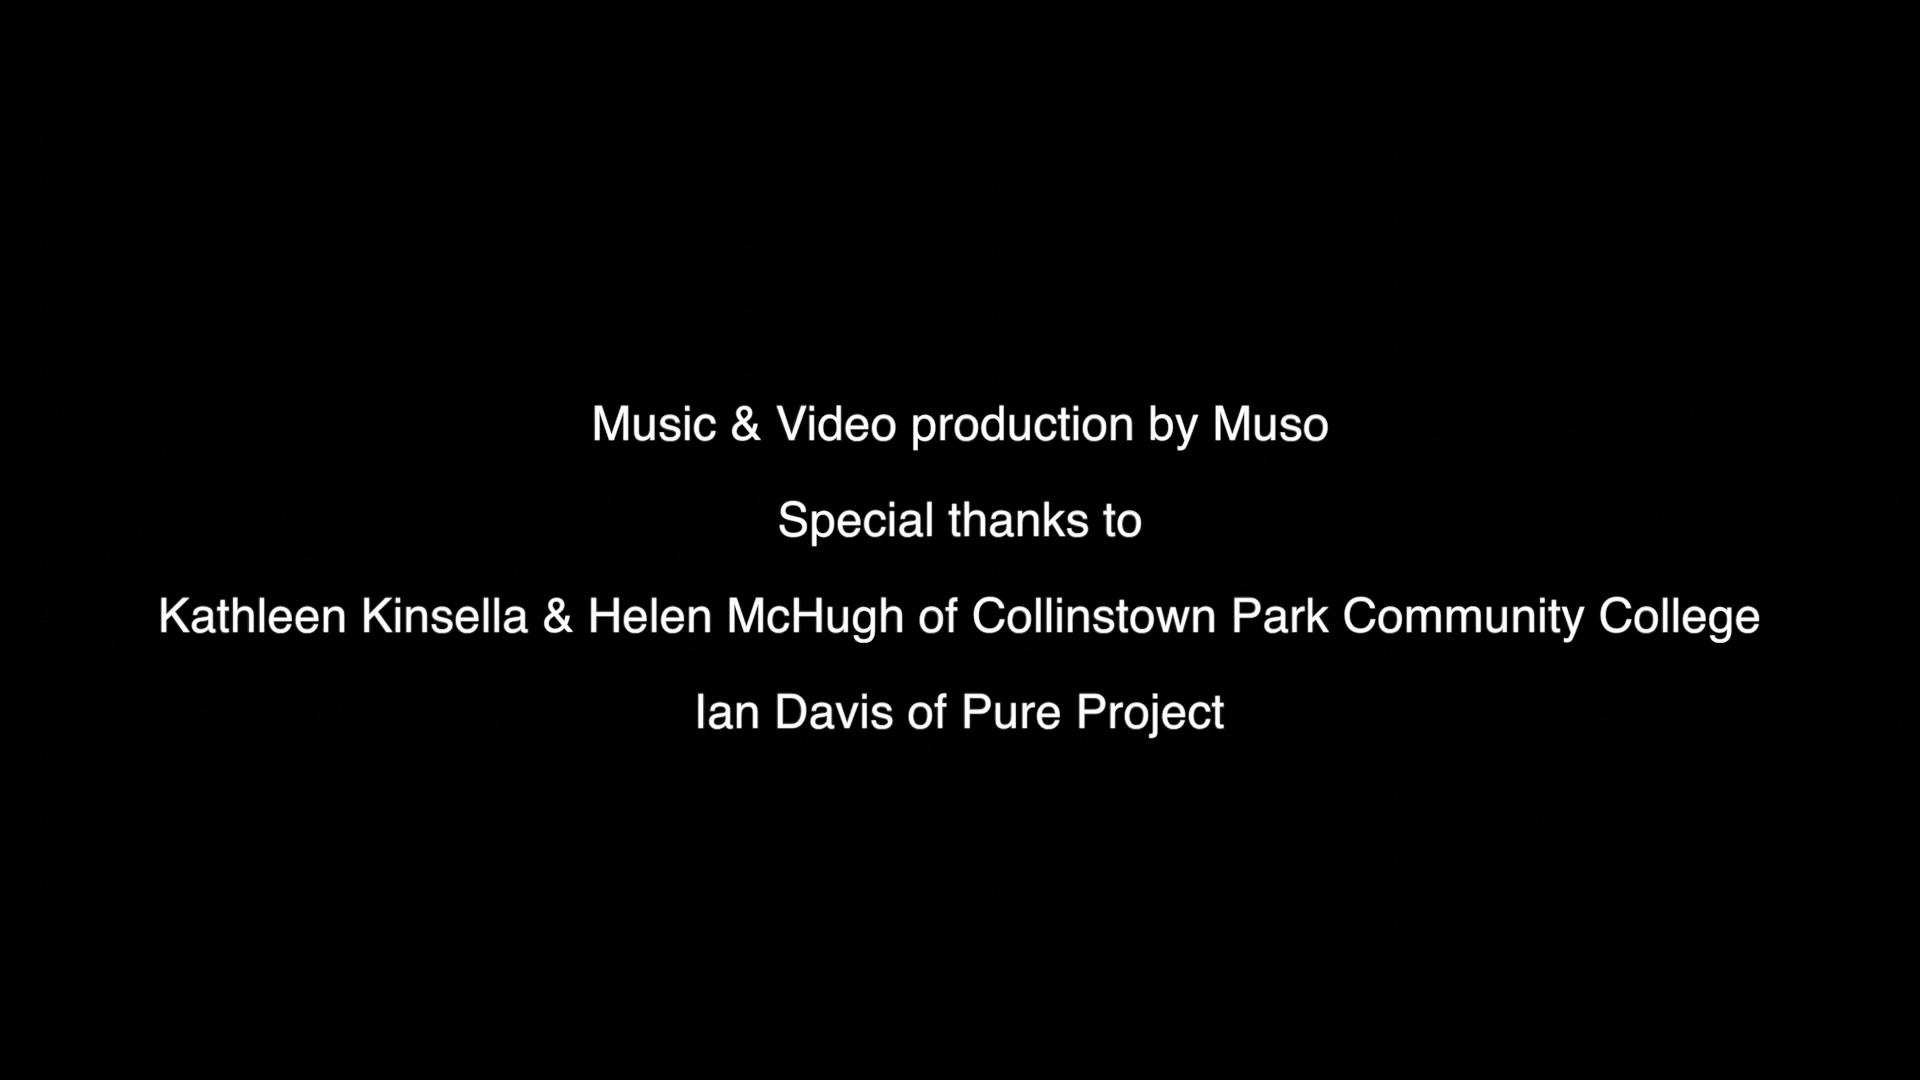 Music & Video production by Muso
Special thanks to
Kathleen Kinsella & Helen McHugh of Collinstown Park Community College
Ian Davis of Pure Project